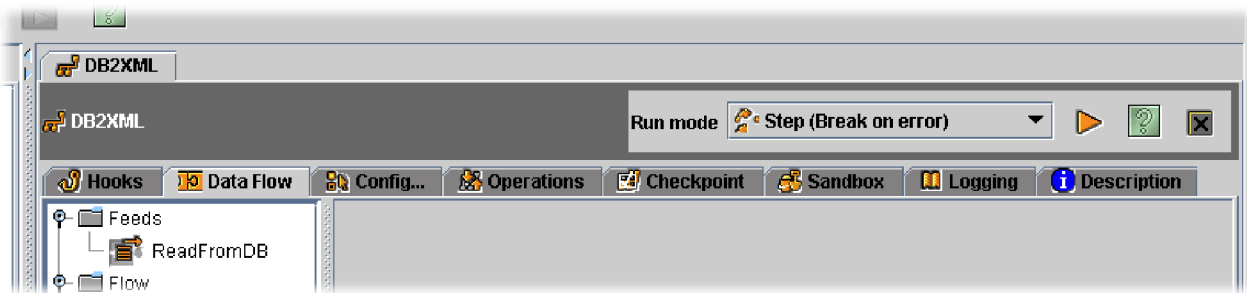 DB2XML
DB2XML
Run mode Step (Break on error)
Hooks Data Flow Config... Operations Checkpoint Sandbox Logging Description
Feeds
ReadFromDB
Flow